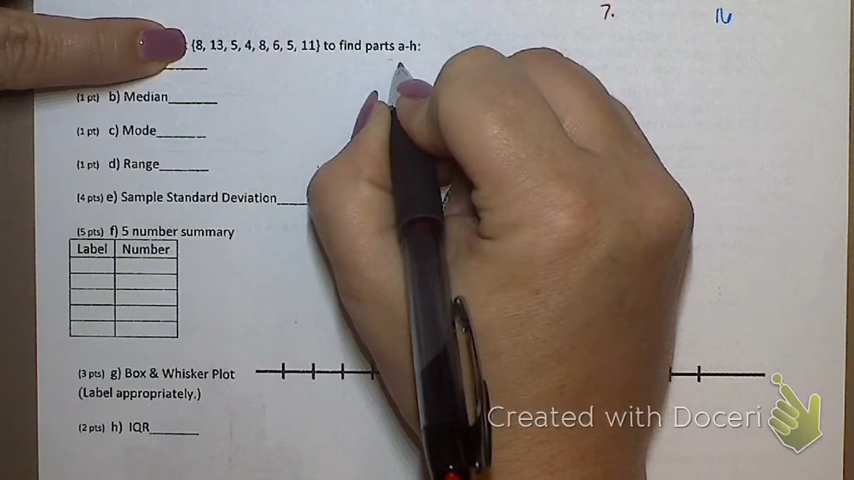 7. 16
{8, 13, 5, 4, 8, 6, 5, 11} to find parts a-h:
(1 pt) b) Median_______
(1 pt) c) Mode_______
(1 pt) d) Range_______
(4 pts) e) Sample Standard Deviation____
(5 pts) f) 5 number summary
Label Number
(3 pts) g) Box & Whisker Plot
(Label appropriately.)
(2 pts) h) IQR_______
Created with Doceri